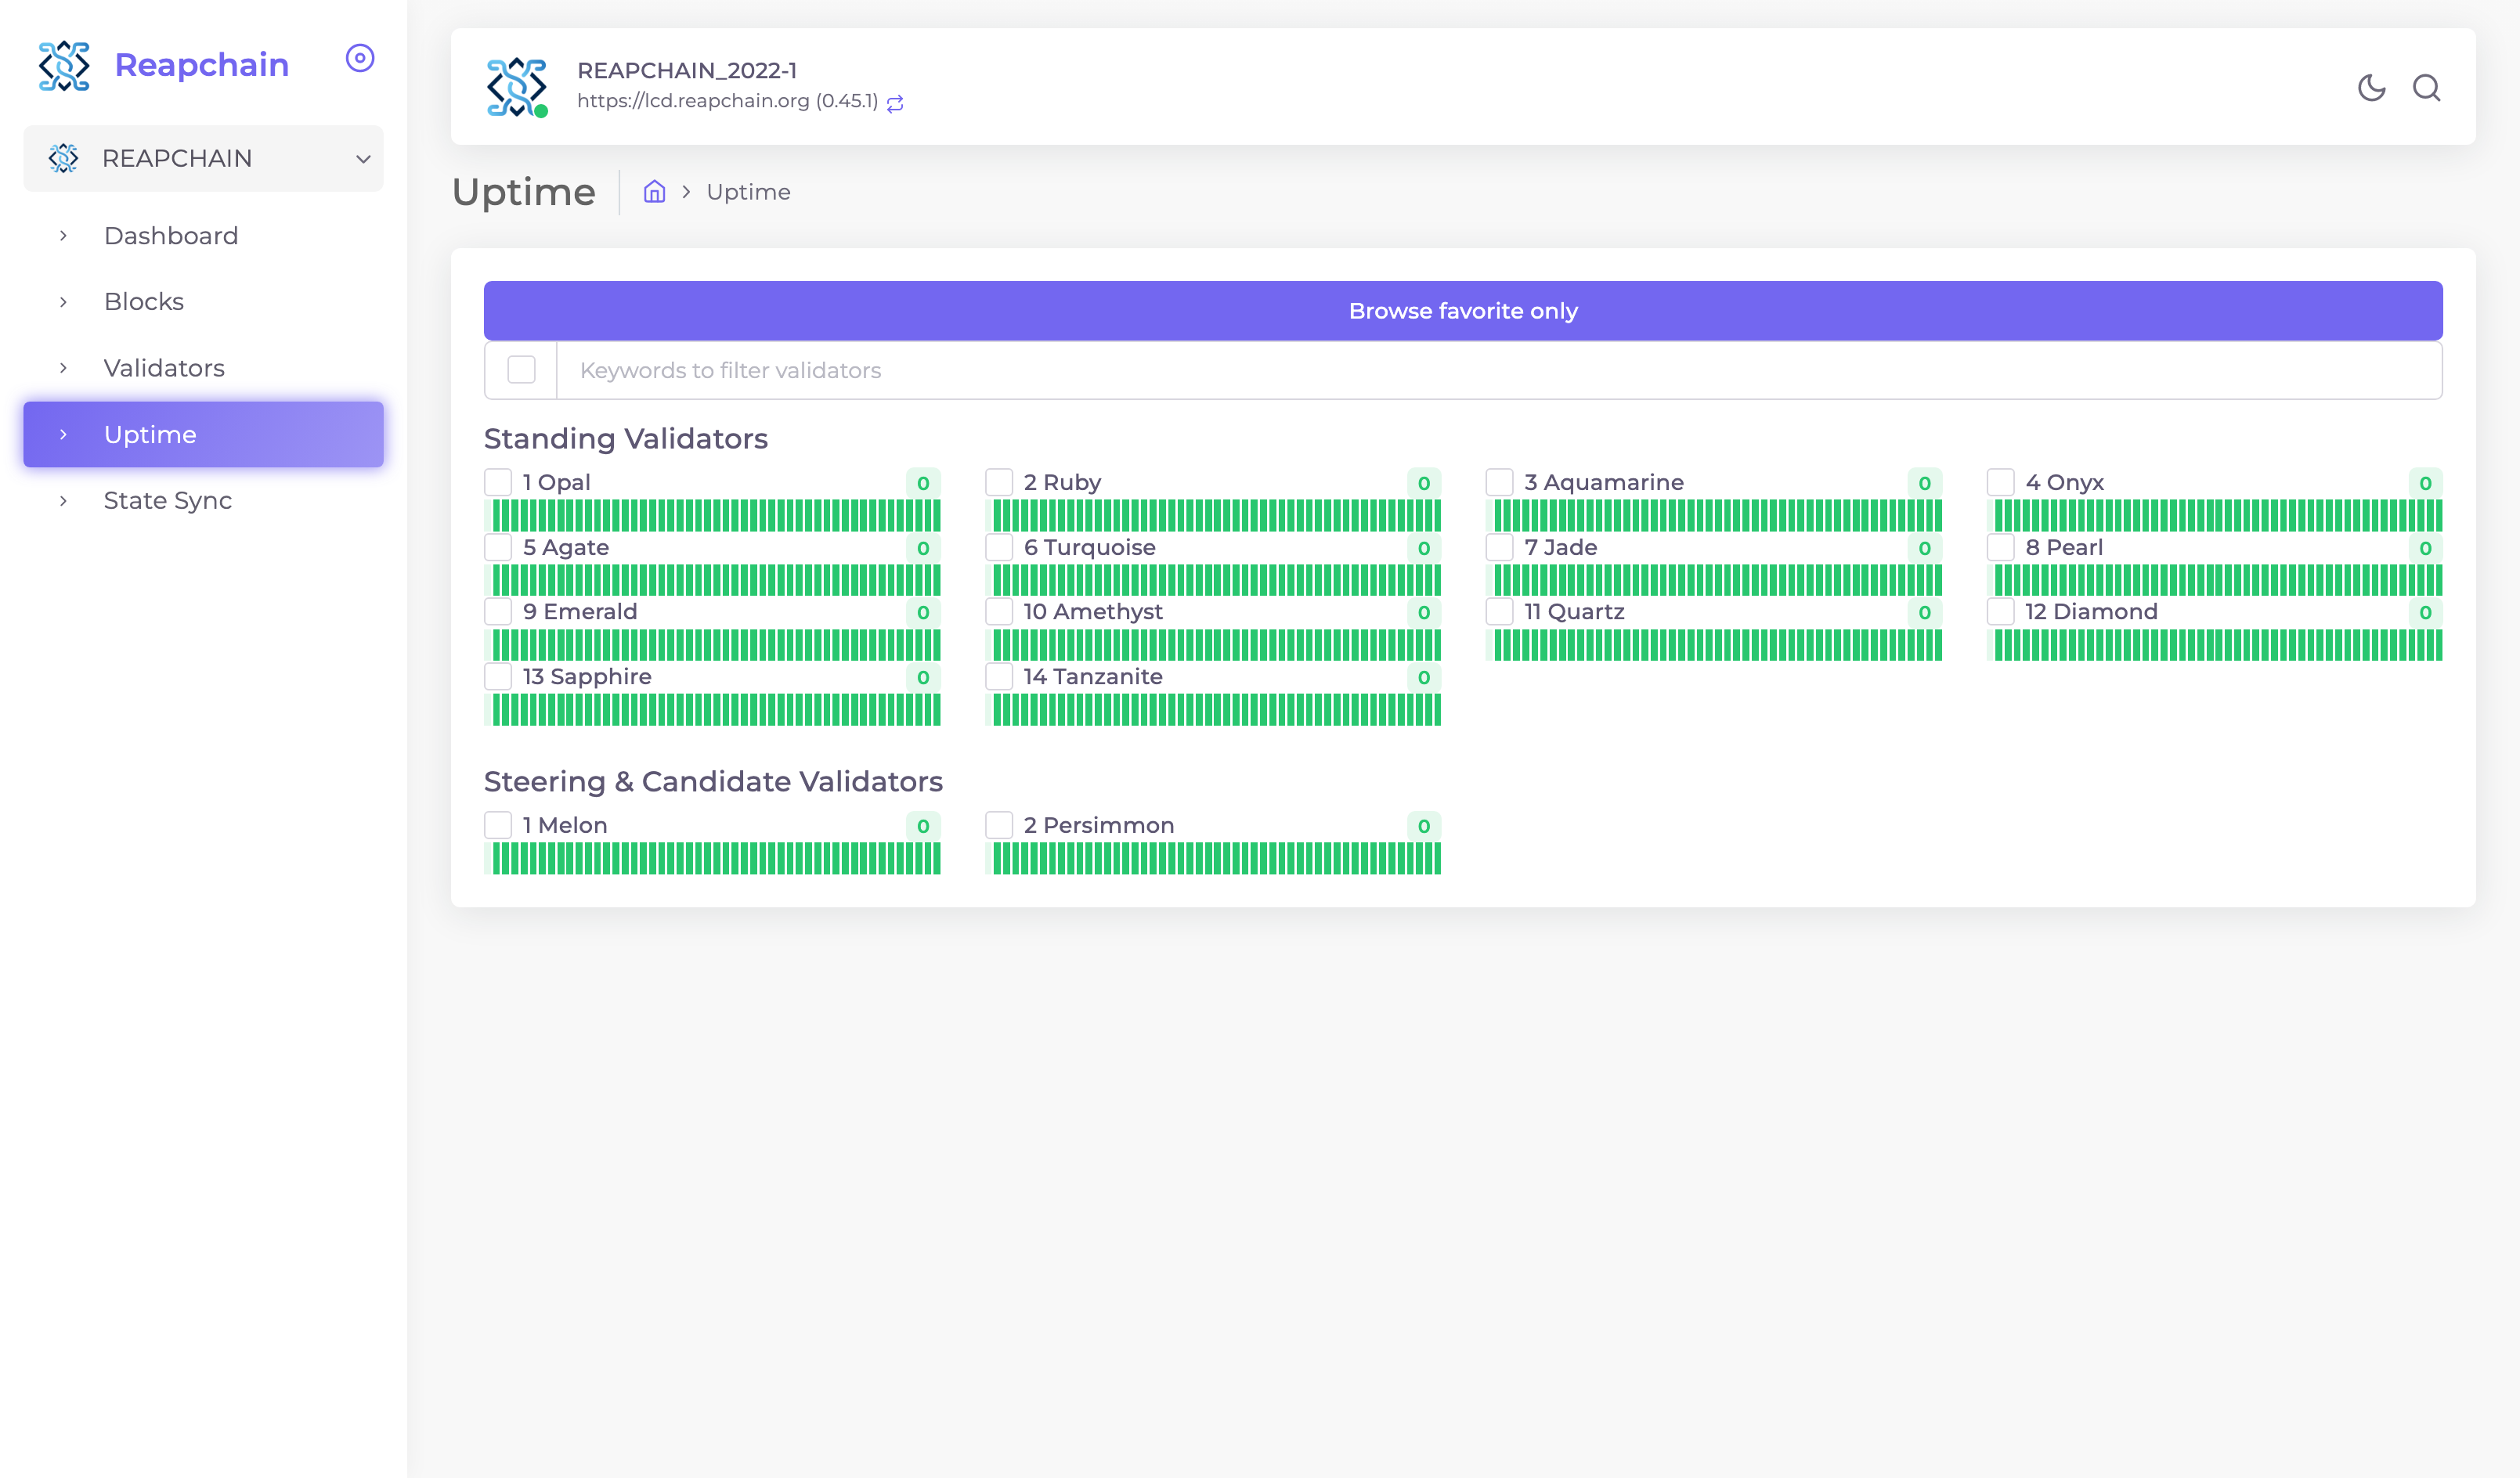 Reapchain
REAPCHAIN
Dashboard
Blocks
Validators
Uptime
State Sync
REAPCHAIN_2022-1
https://lcd.reapchain.org (0.45.1)
Uptime
Uptime
Browse favorite only
Keywords to filter validators
Standing Validators
1 Opal 0
2 Ruby 0
3 Aquamarine 0
4 Onyx 0
5 Agate 0
6 Turquoise 0
7 Jade 0
8 Pearl 0
9 Emerald 0
10 Amethyst 0
11 Quartz 0
12 Diamond 0
13 Sapphire 0
14 Tanzanite 0
Steering & Candidate Validators
1 Melon 0
2 Persimmon 0